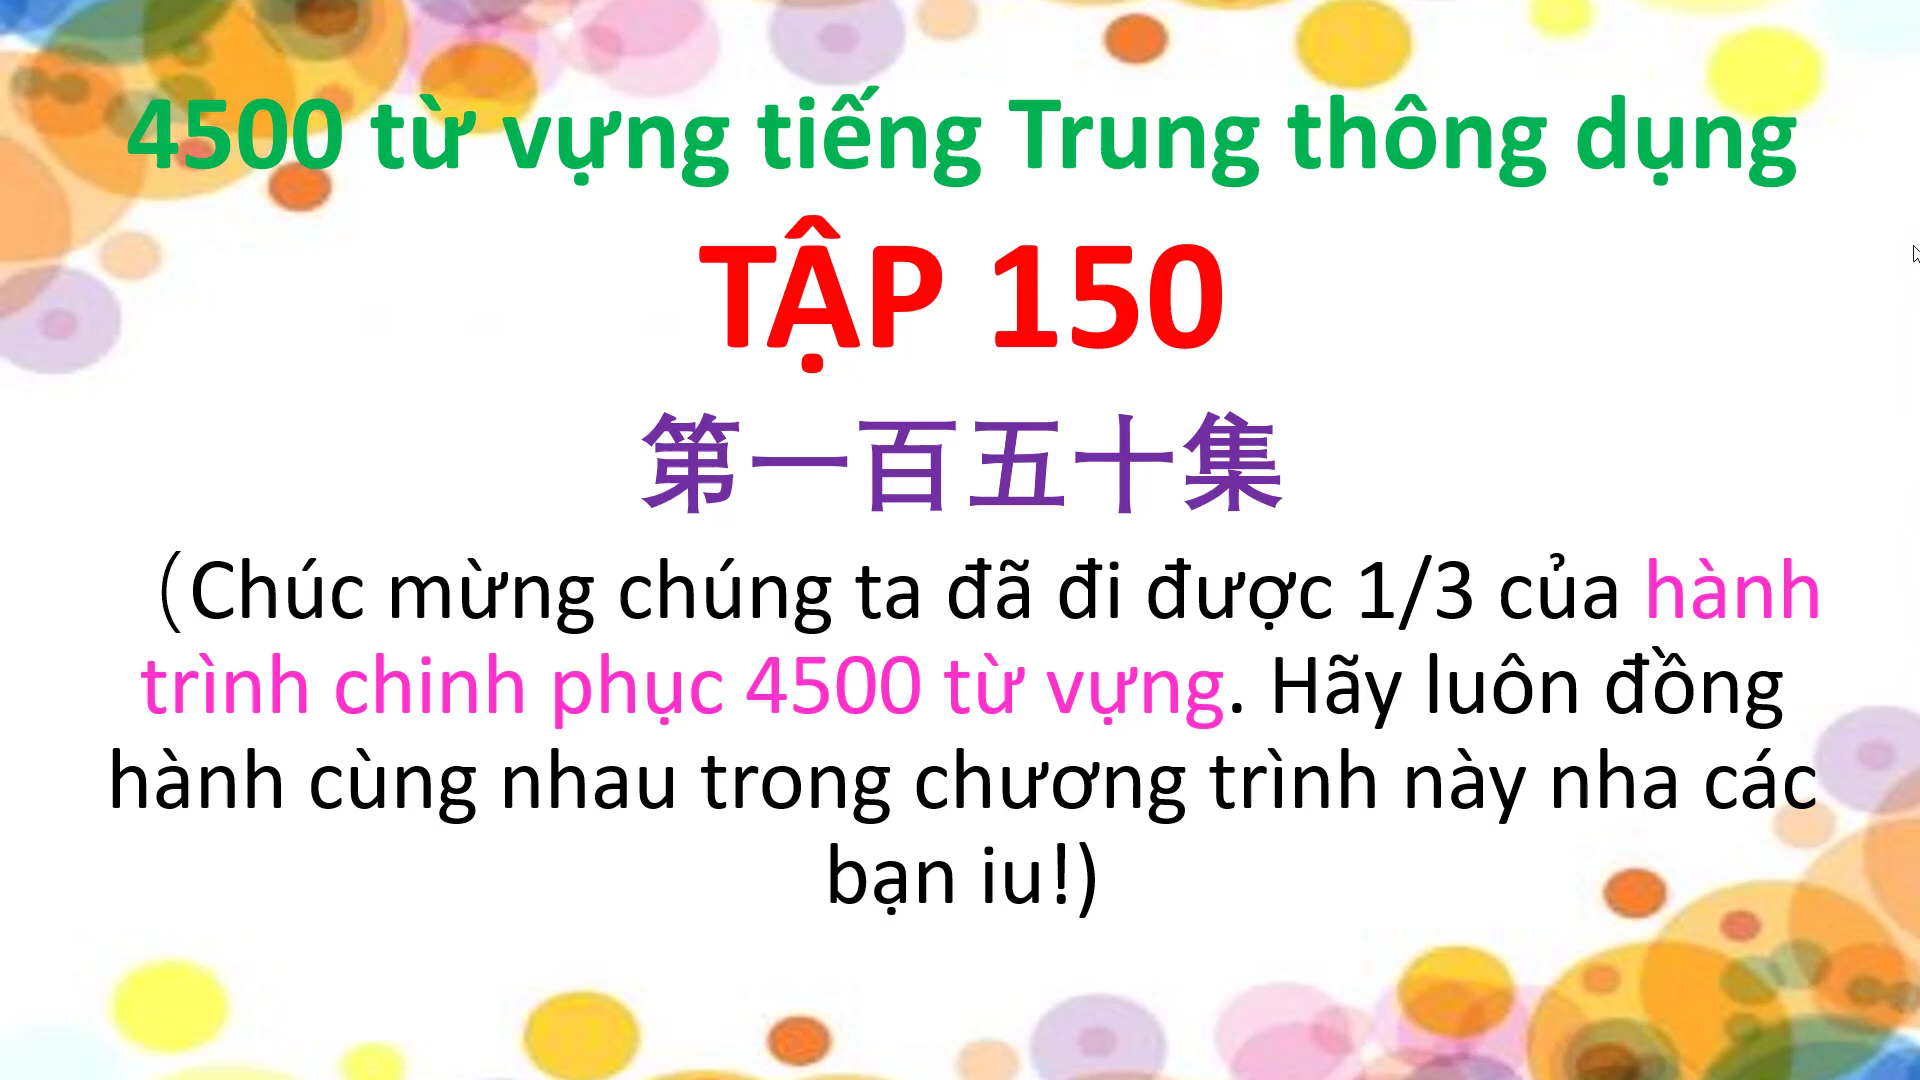 4500 từ vựng tiếng Trung thông dụng
TẬP 150
第一百五十集
（Chúc mừng chúng ta đã đi được 1/3 của hành
trình chinh phục 4500 từ vựng. Hãy luôn đồng
hành cùng nhau trong chương trình này nha các
bạn iu!)